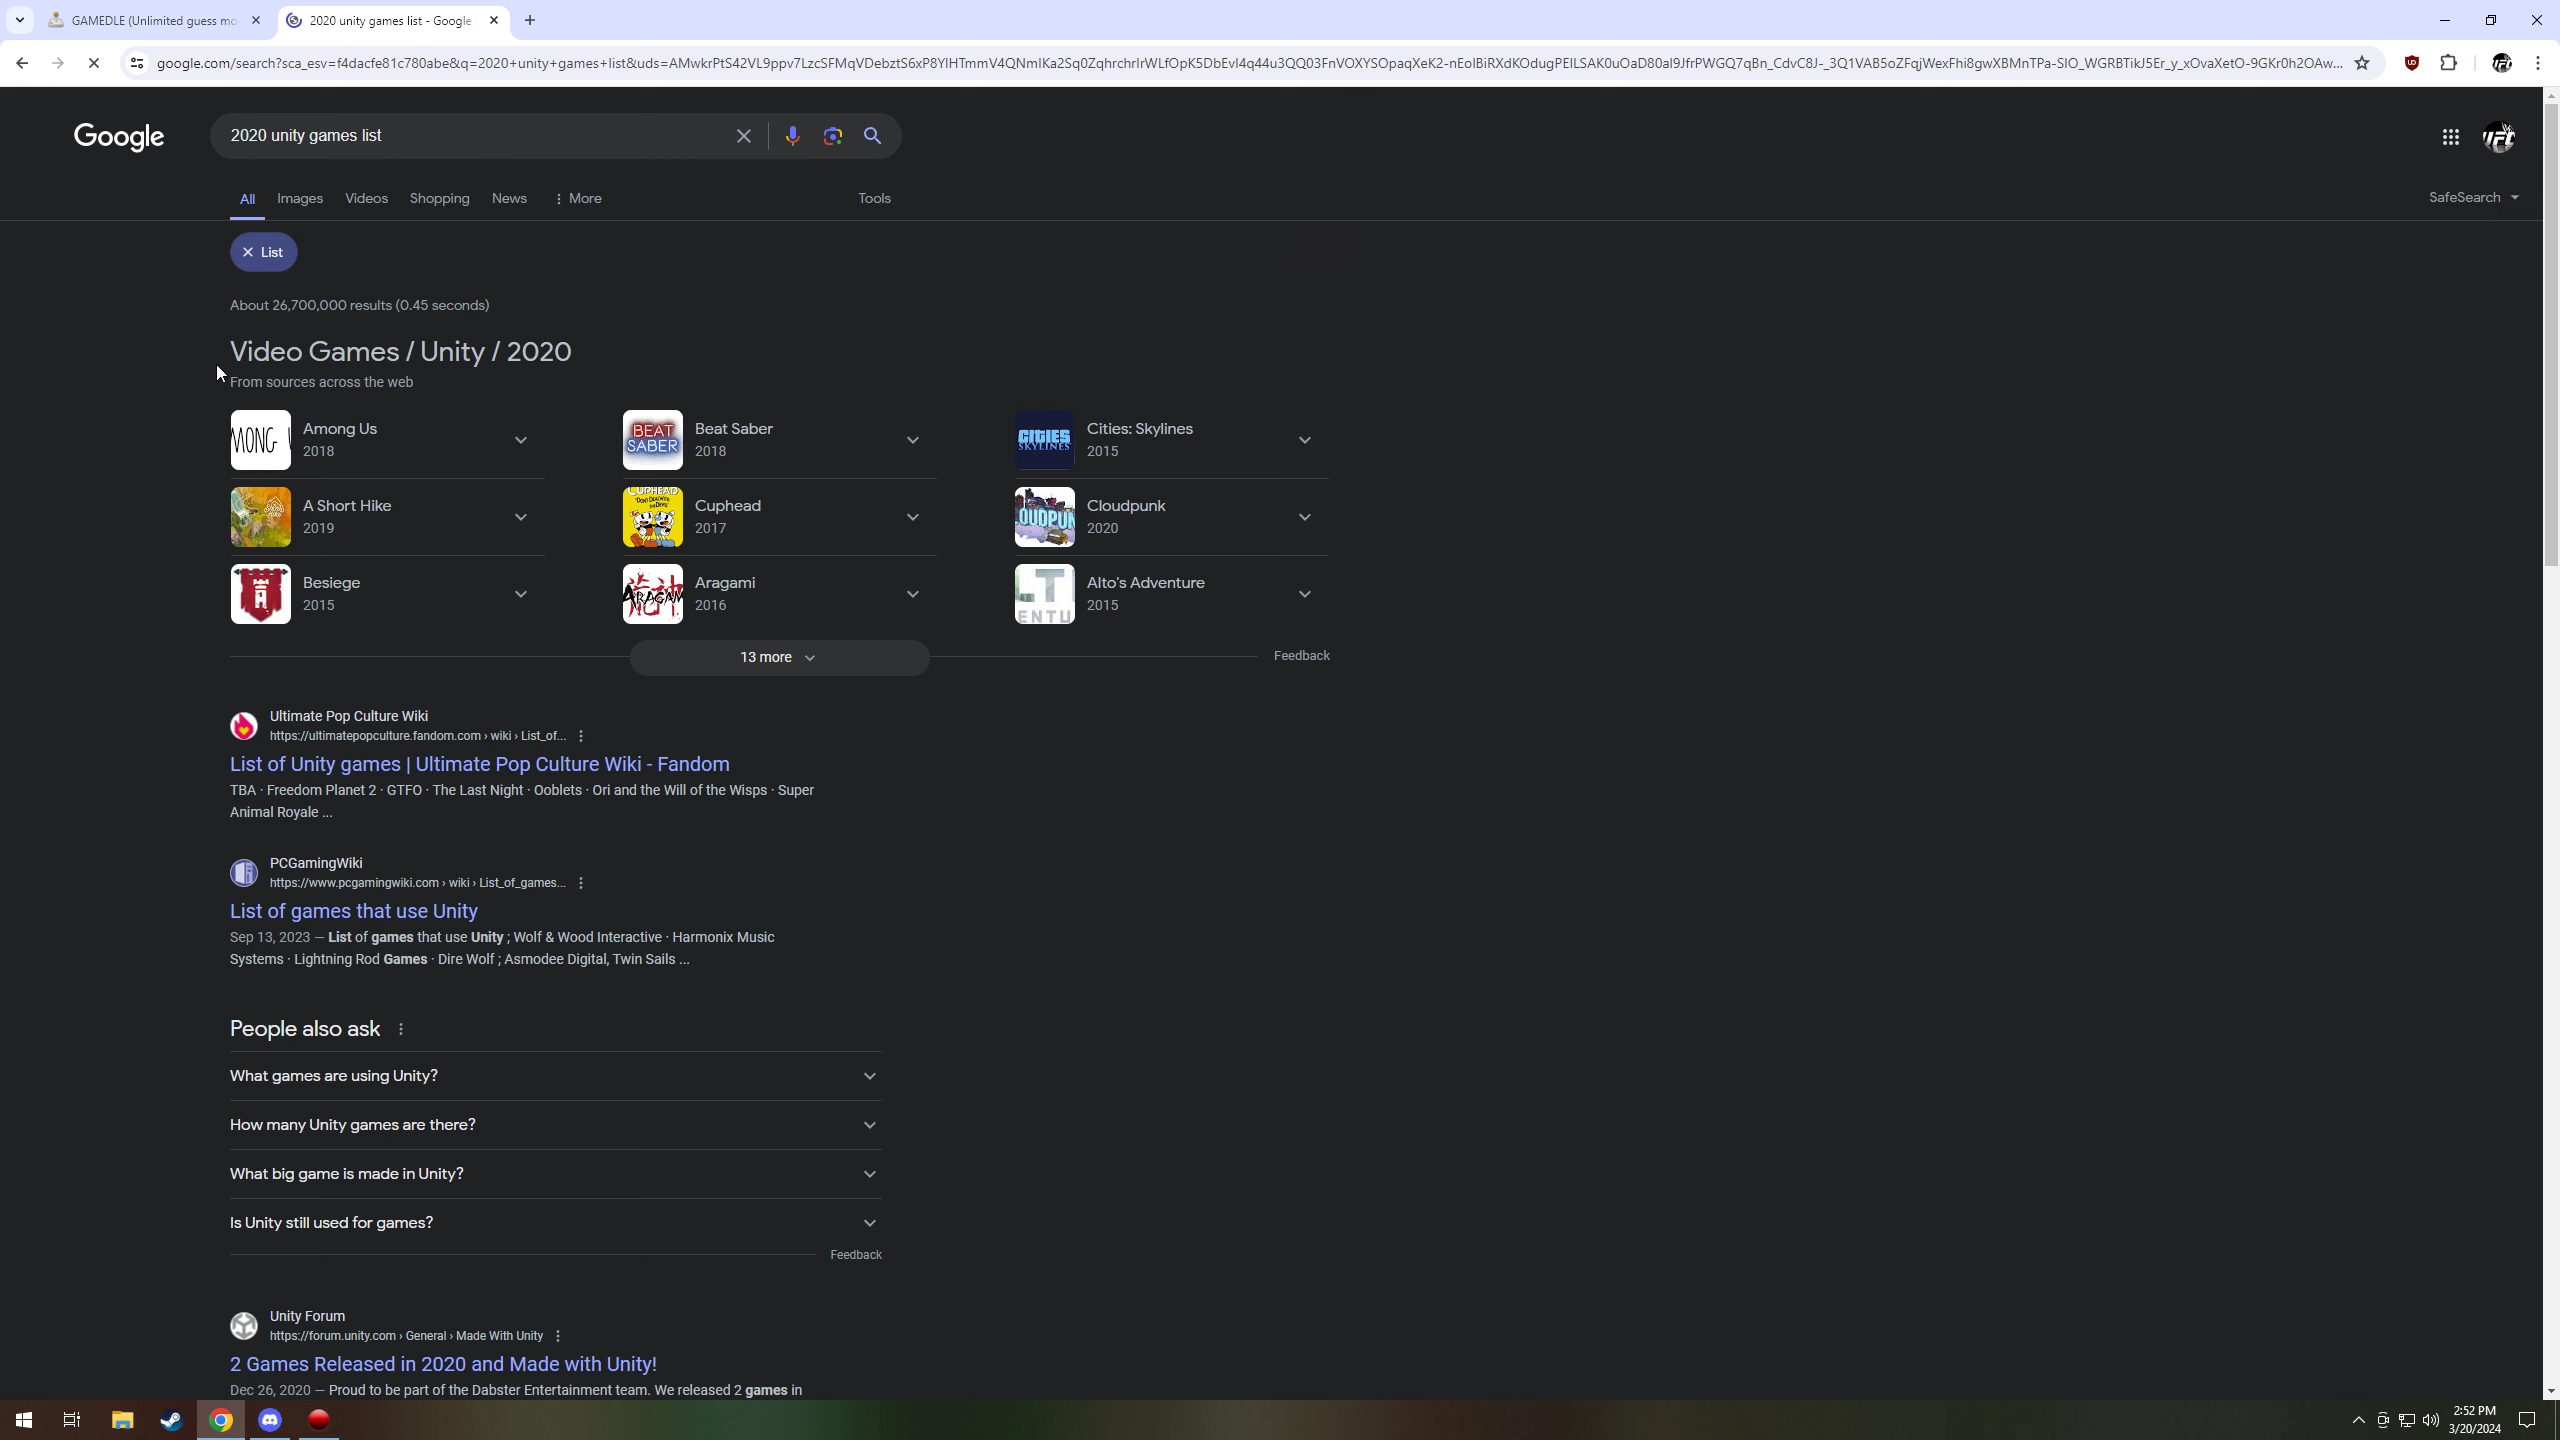 GAMEDLE (Unlimited guess mo
2020 unity games list - Google
google.com/search?sca_esv=f4dacfe81c780abe&q=2020+unity+games+list&uds=
Google
2020 unity games list
All Images Videos Shopping News More Tools
SafeSearch
List
About 26,700,000 results (0.45 seconds)
Video Games / Unity / 2020
From sources across the web
Among Us
2018
Beat Saber
2018
Cities: Skylines
2015
A Short Hike
2019
Cuphead
2017
Cloudpunk
2020
Besiege
2015
Aragami
2016
Alto's Adventure
2015
13 more
Feedback
Ultimate Pop Culture Wiki
https://ultimatepopculture.fandom.com › wiki › List_of...
List of Unity games | Ultimate Pop Culture Wiki - Fandom
TBA · Freedom Planet 2 · GTFO · The Last Night · Ooblets · Ori and the Will of the Wisps · Super
Animal Royale ...
PCGamingWiki
https://www.pcgamingwiki.com › wiki › List_of_games...
List of games that use Unity
Sep 13, 2023 — List of games that use Unity ; Wolf & Wood Interactive · Harmonix Music
Systems · Lightning Rod Games · Dire Wolf ; Asmodee Digital, Twin Sails ...
People also ask
What games are using Unity?
How many Unity games are there?
What big game is made in Unity?
Is Unity still used for games?
Feedback
Unity Forum
https://forum.unity.com › General › Made With Unity
2 Games Released in 2020 and Made with Unity!
Dec 26, 2020 — Proud to be part of the Dabster Entertainment team. We released 2 games in
2:52 PM
3/20/2024